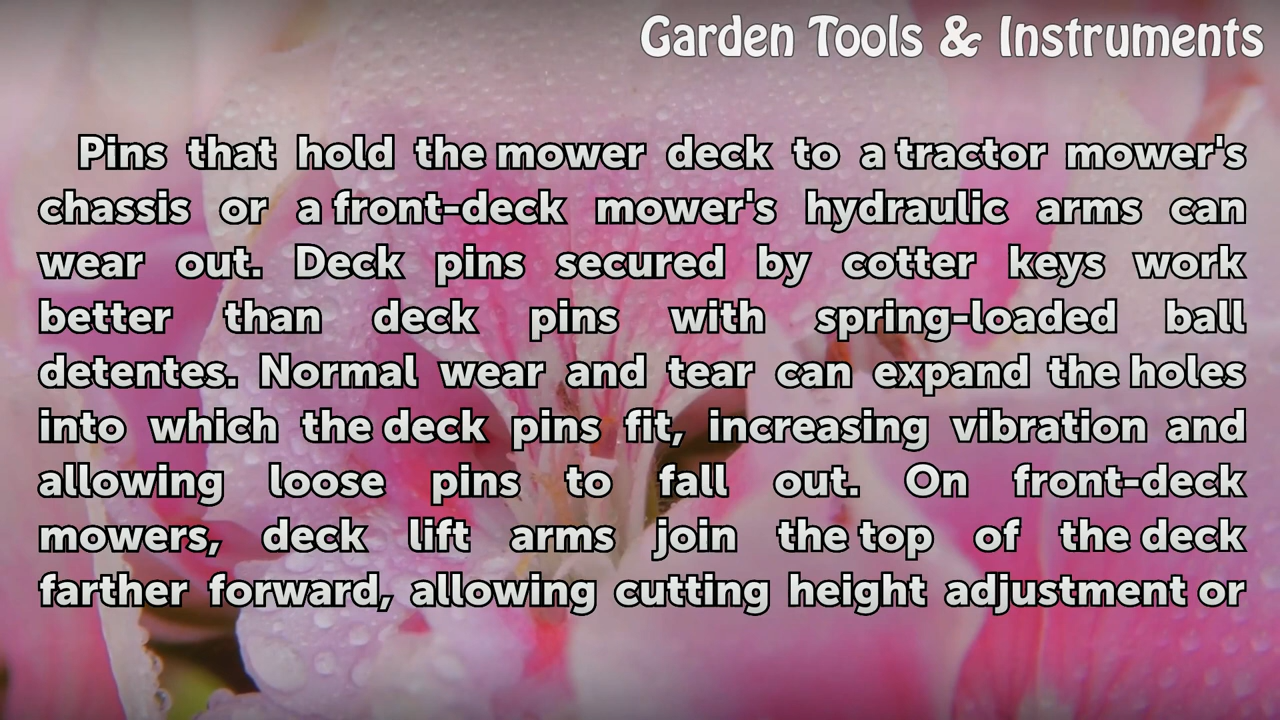 Garden Tools & Instruments
Pins that hold the mower deck to a tractor mower's
chassis or a front-deck mower's hydraulic arms can
wear out. Deck pins secured by cotter keys work
better than deck pins with spring-loaded ball
detentes. Normal wear and tear can expand the holes
into which the deck pins fit, increasing vibration and
allowing loose pins to fall out. On front-deck
mowers, deck lift arms join the top of the deck
farther forward, allowing cutting height adjustment or